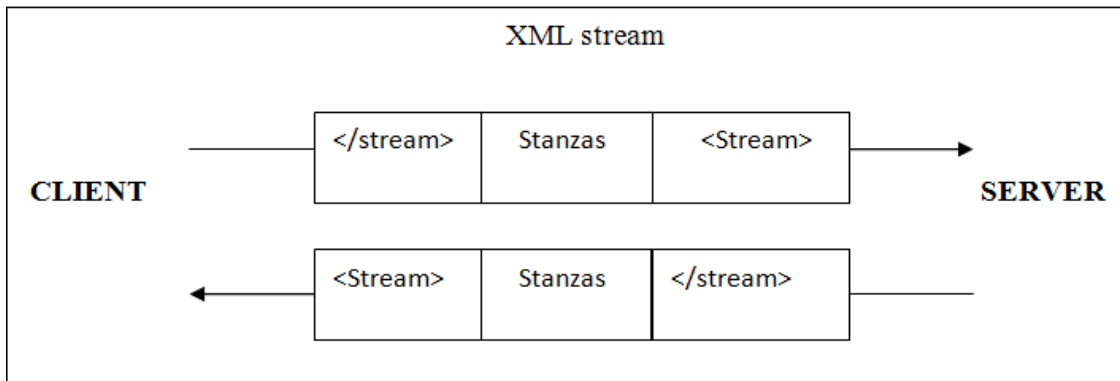 XML stream
</stream> Stanzas <Stream>
CLIENT SERVER
<Stream> Stanzas </stream>